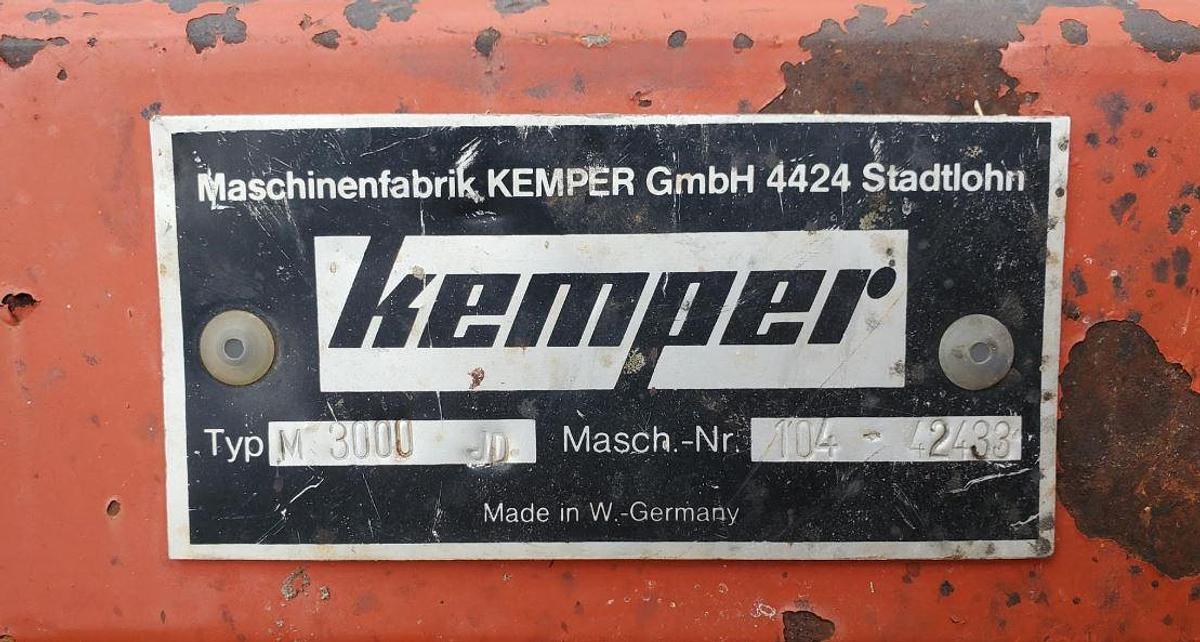 Maschinenfabrik KEMPER GmbH 4424 Stadtlohn
kemper
Typ M 3000 JD Masch.-Nr. 104 - 42433
Made in W.-Germany